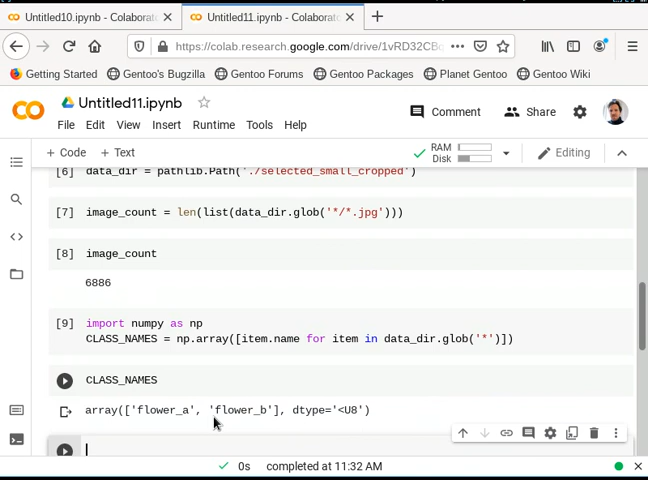 Untitled10.ipynb - Colabora
Untitled11.ipynb - Colaborat
https://colab.research.google.com/drive/1vRD32CBc
Getting Started
Gentoo's Bugzilla
Gentoo Forums
Gentoo Packages
Planet Gentoo
Gentoo Wiki
CO
Untitled11.ipynb
Comment
Share
File Edit View Insert Runtime Tools Help
+ Code + Text
RAM
Disk
Editing
[6] data_dir = pathlib.Path('./selected_small_cropped')
[7] image_count = len(list(data_dir.glob('*/*.jpg')))
[8] image_count
6886
[9] import numpy as np
CLASS_NAMES = np.array([item.name for item in data_dir.glob('*')])
CLASS_NAMES
array(['flower_a', 'flower_b'], dtype='<U8')
0s completed at 11:32 AM